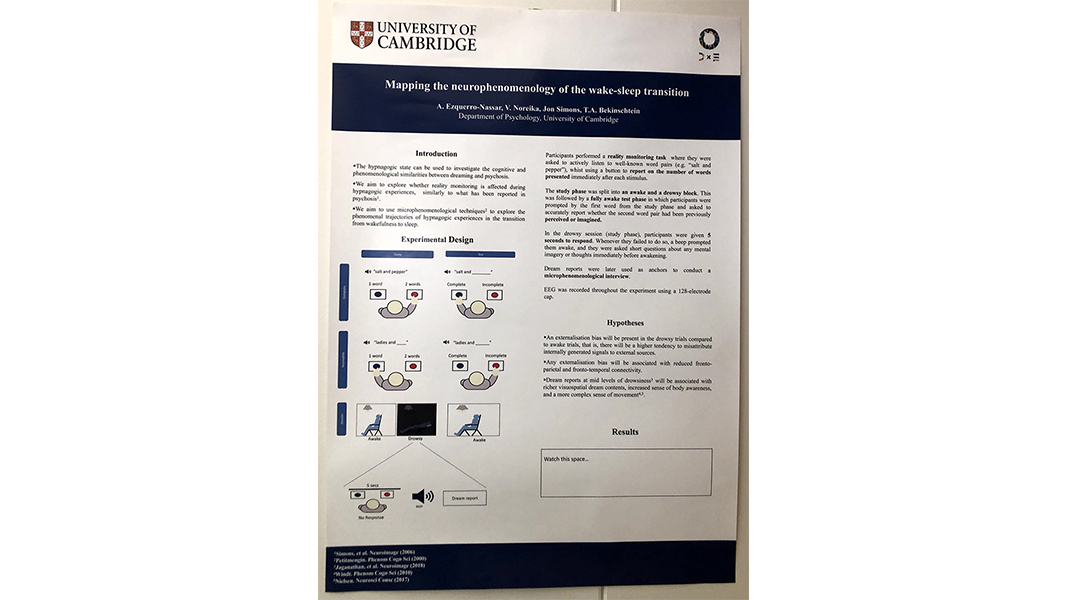 UNIVERSITY OF
CAMBRIDGE
Mapping the neurophenomenology of the wake-sleep transition
A. Ezquerro-Nassar, V. Noreika, Jon Simons, T.A. Bekinschtein
Department of Psychology, University of Cambridge
Introduction
•The hypnagogic state can be used to investigate the cognitive and
phenomenological similarities between dreaming and psychosis.
•We aim to explore whether reality monitoring is affected during
hypnagogic experiences, similarly to what has been reported in
psychosis¹.
•We aim to use microphenomenological techniques² to explore the
phenomenal trajectories of hypnagogic experiences in the transition
from wakefulness to sleep.
Experimental Design
"salt and pepper"
"salt and ______"
1 word
2 words
Complete
Incomplete
"ladies and ____"
"ladies and ______"
1 word
2 words
Complete
Incomplete
Awake
Drowsy
Awake
5 secs
No Response
Dream report
Participants performed a reality monitoring task where they were
asked to actively listen to well-known word pairs (e.g. "salt and
pepper"), whist using a button to report on the number of words
presented immediately after each stimulus.
The study phase was split into an awake and a drowsy block. This
was followed by a fully awake test phase in which participants were
prompted by the first word from the study phase and asked to
accurately report whether the second word pair had been previously
perceived or imagined.
In the drowsy session (study phase), participants were given 5
seconds to respond. Whenever they failed to do so, a beep prompted
them awake, and they were asked short questions about any mental
imagery or thoughts immediately before awakening.
Dream reports were later used as anchors to conduct a
microphenomenological interview.
EEG was recorded throughout the experiment using a 128-electrode
cap.
Hypotheses
•An externalisation bias will be present in the drowsy trials compared
to awake trials, that is, there will be a higher tendency to misattribute
internally generated signals to external sources.
•Any externalisation bias will be associated with reduced fronto-
parietal and fronto-temporal connectivity.
•Dream reports at mid levels of drowsiness³ will be associated with
richer visuospatial dream contents, increased sense of body awareness,
and a more complex sense of movement⁴,⁵.
Results
Watch this space…
¹Simons, et al. Neuroimage (2006)
²Petitmengin. Phenom Cogn Sci (2000)
³Jaganathan, et al. Neuroimage (2018)
⁴Windt. Phenom Cogn Sci (2010)
⁵Nielsen. Neurosci Consc (2017)